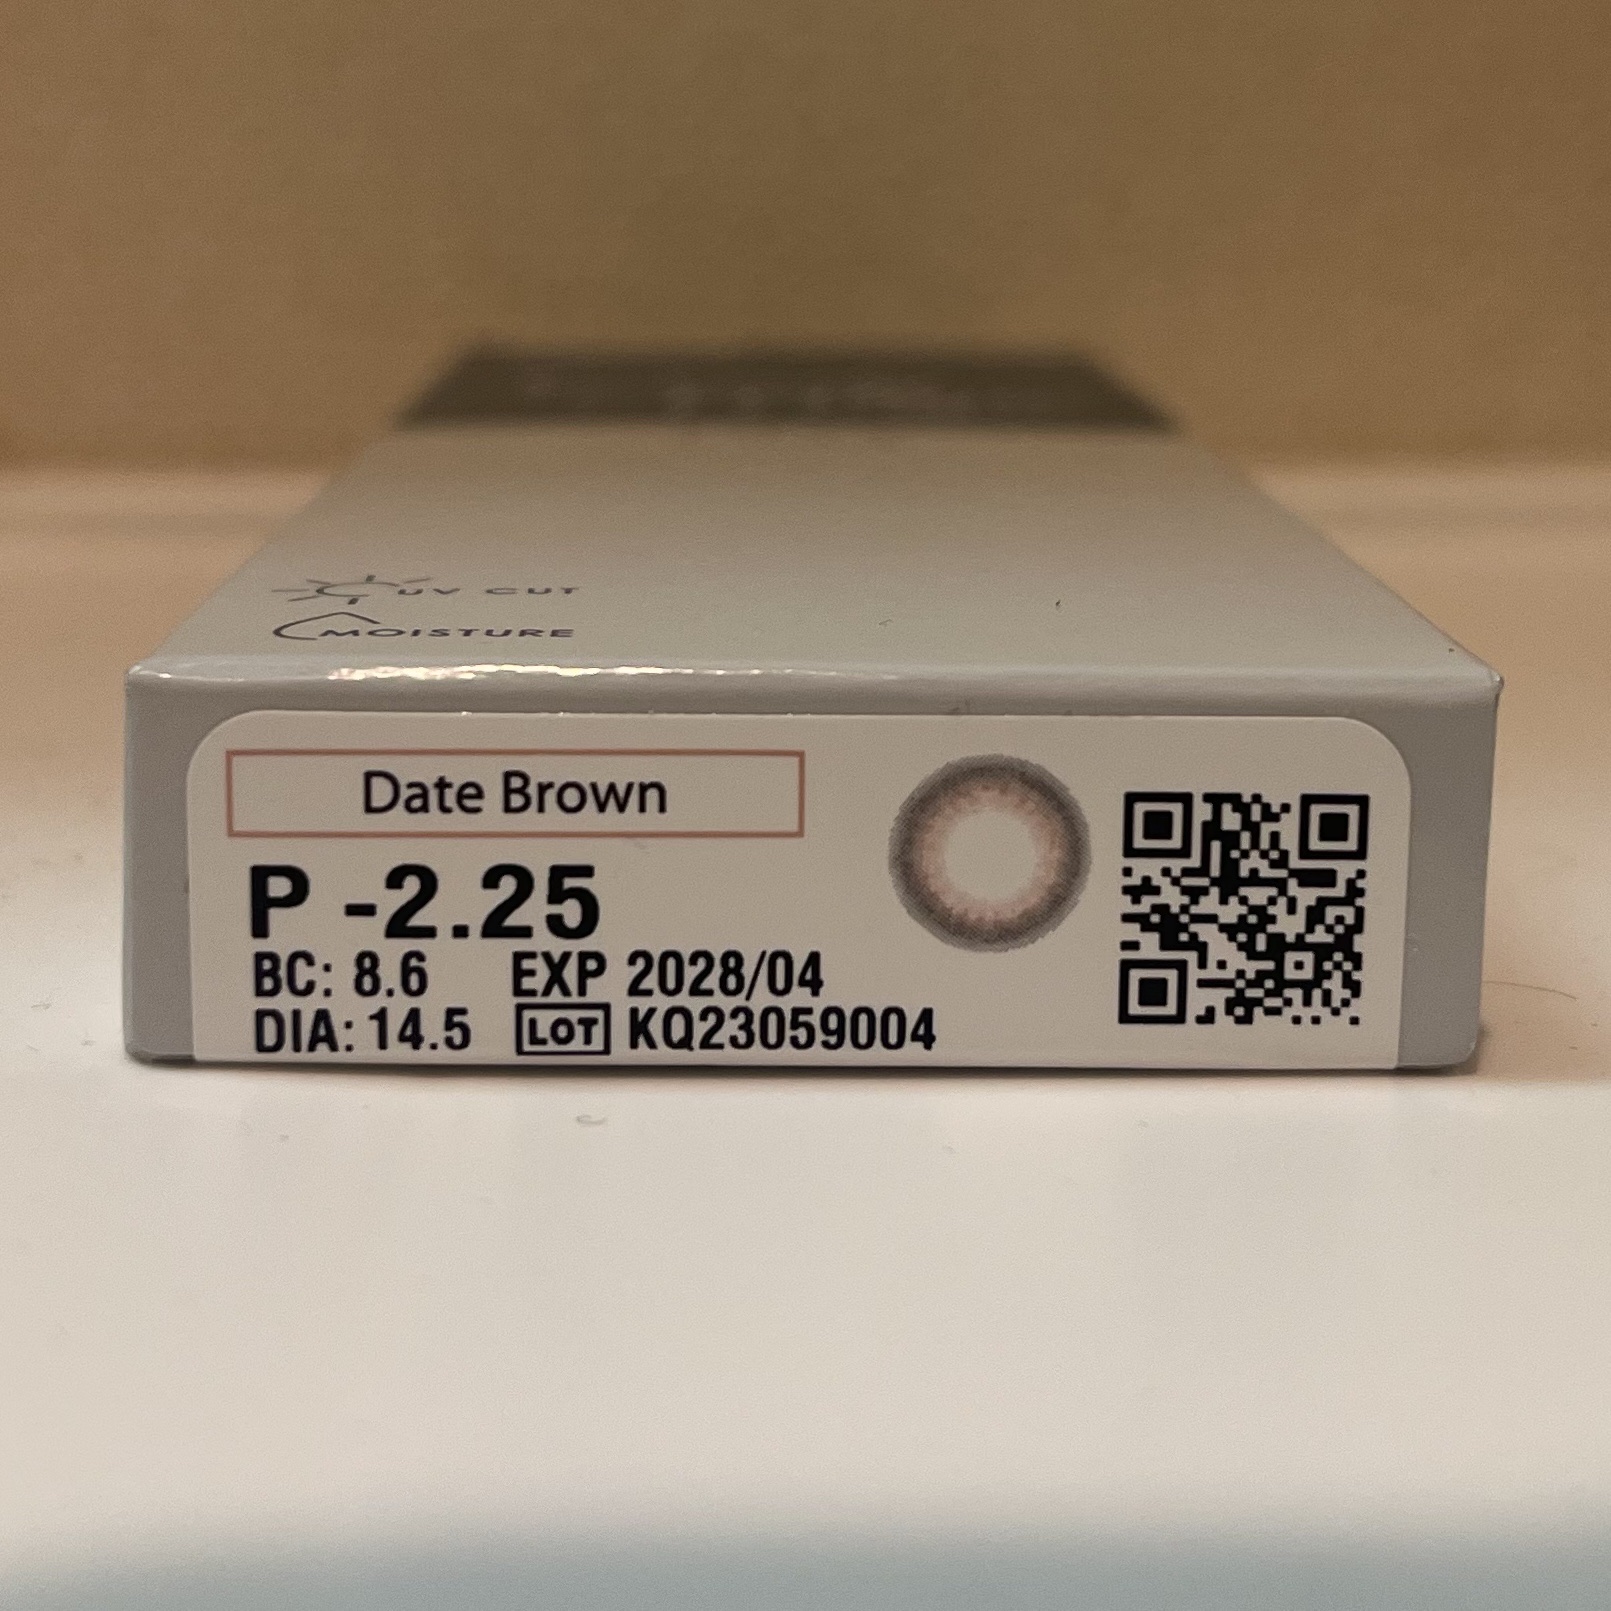 UV CUT
MOISTURE
Date Brown
P -2.25
BC: 8.6 EXP 2028/04
DIA: 14.5 LOT KQ23059004